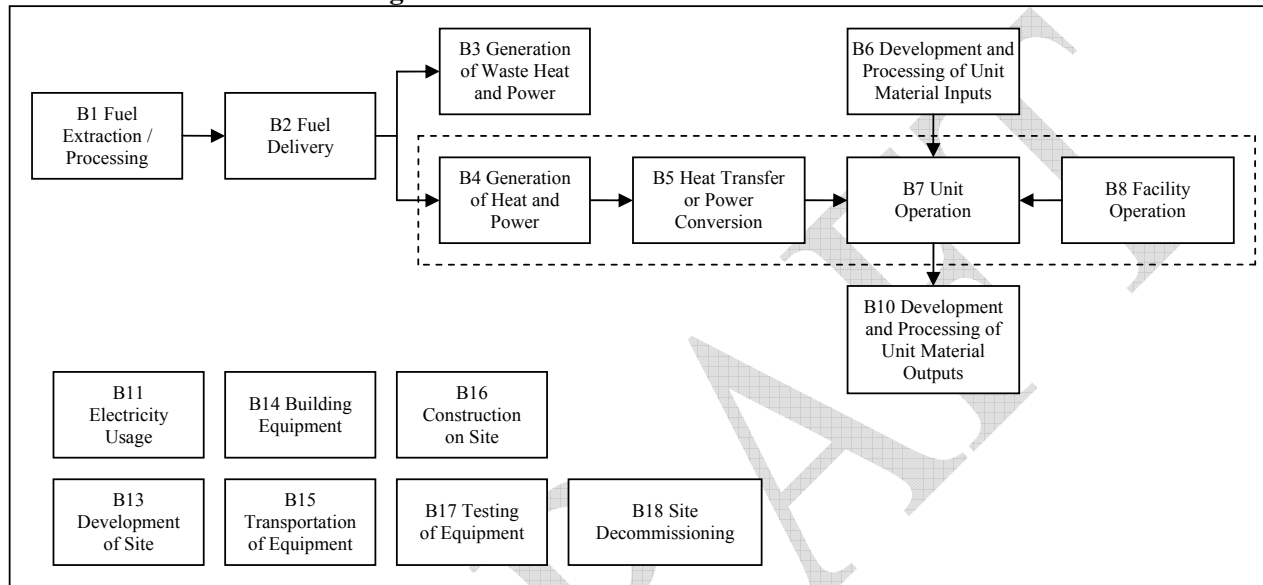 B1 Fuel
Extraction /
Processing
B2 Fuel
Delivery
B3 Generation
of Waste Heat
and Power
B4 Generation
of Heat and
Power
B5 Heat Transfer
or Power
Conversion
B6 Development and
Processing of Unit
Material Inputs
B7 Unit
Operation
B8 Facility
Operation
B10 Development
and Processing of
Unit Material
Outputs
B11
Electricity
Usage
B14 Building
Equipment
B16
Construction
on Site
B13
Development
of Site
B15
Transportation
of Equipment
B17 Testing
of Equipment
B18 Site
Decommissioning